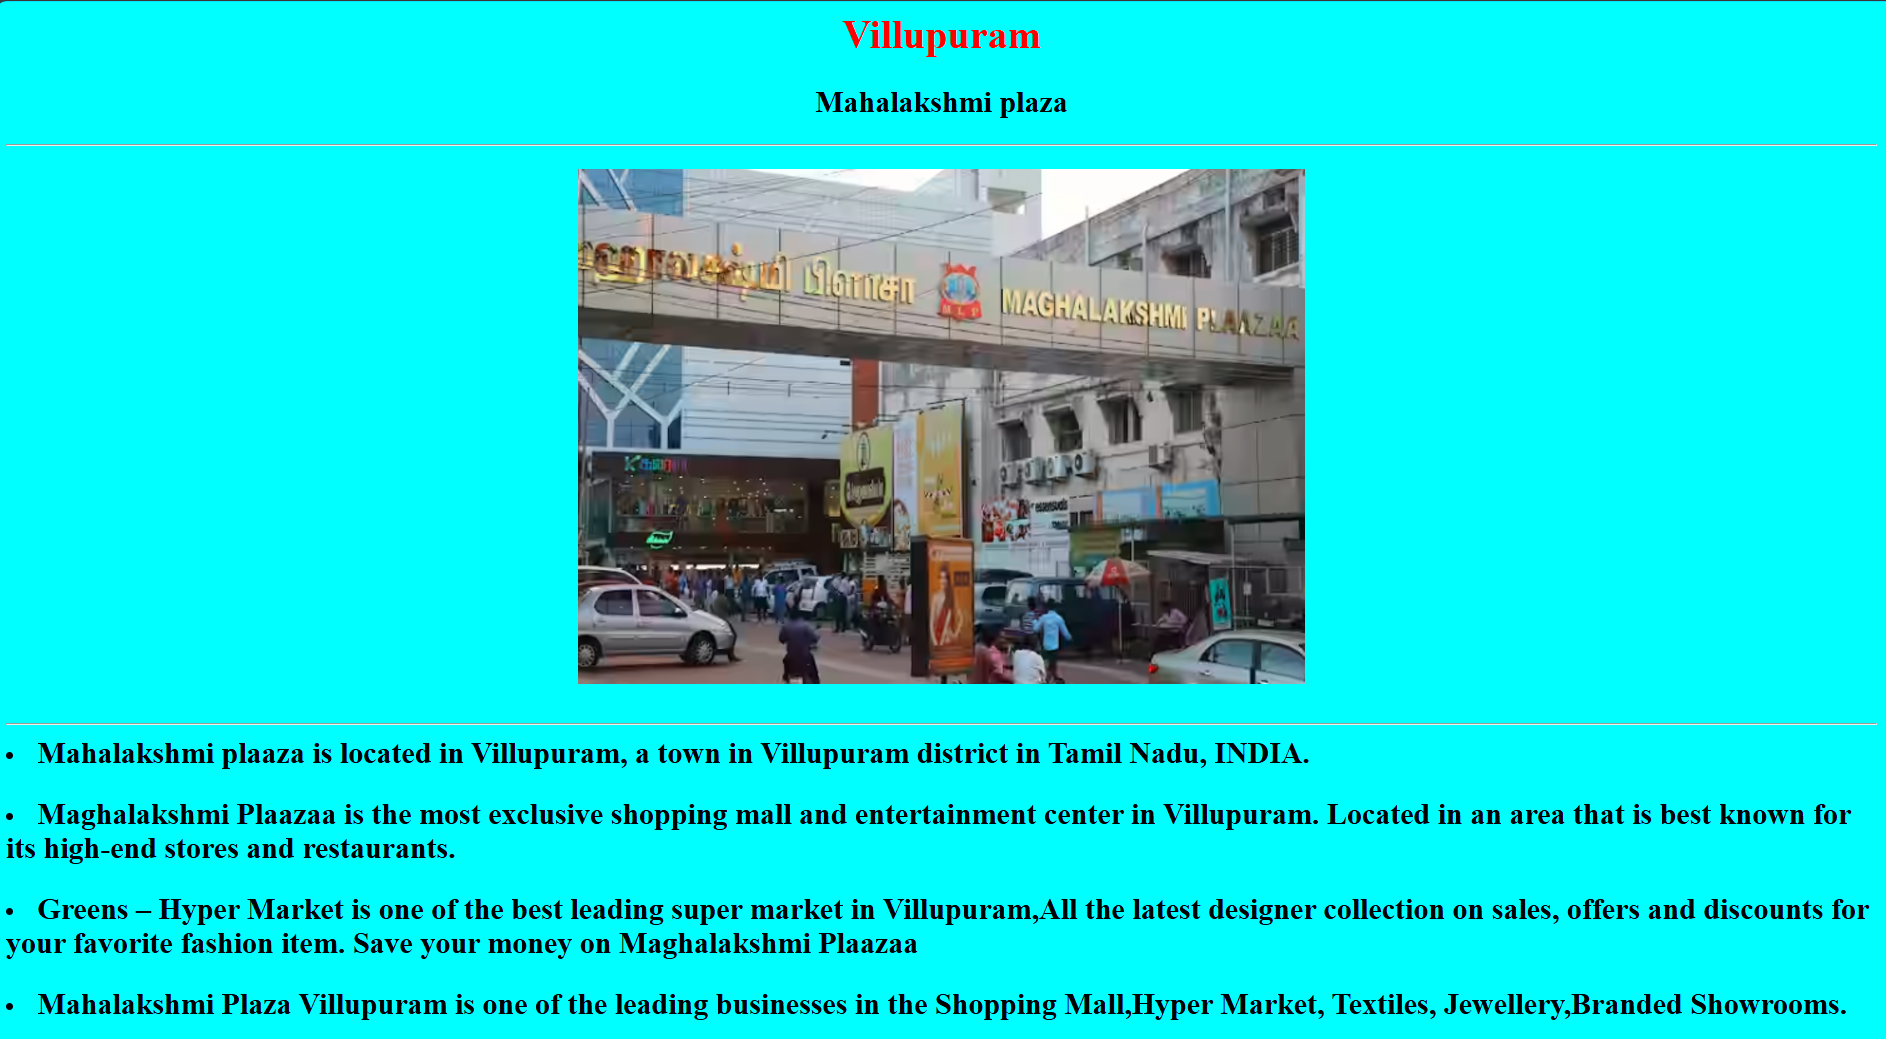 Villupuram
Mahalakshmi plaza
பிளாசா
MLP
MAGHALAKSHMI PLAAZAA
• Mahalakshmi plaaza is located in Villupuram, a town in Villupuram district in Tamil Nadu, INDIA.
• Maghalakshmi Plaazaa is the most exclusive shopping mall and entertainment center in Villupuram. Located in an area that is best known for
its high-end stores and restaurants.
• Greens – Hyper Market is one of the best leading super market in Villupuram,All the latest designer collection on sales, offers and discounts for
your favorite fashion item. Save your money on Maghalakshmi Plaazaa
• Mahalakshmi Plaza Villupuram is one of the leading businesses in the Shopping Mall,Hyper Market, Textiles, Jewellery,Branded Showrooms.